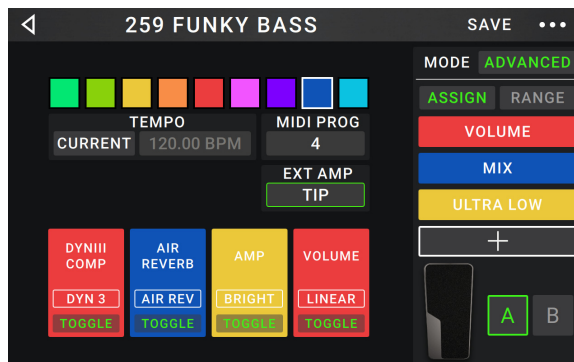 259 FUNKY BASS
SAVE
MODE ADVANCED
ASSIGN RANGE
VOLUME
MIX
ULTRA LOW
+
A B
TEMPO
CURRENT 120.00 BPM
MIDI PROG
4
EXT AMP
TIP
DYNIII
COMP
DYN 3
TOGGLE
AIR
REVERB
AIR REV
TOGGLE
AMP
BRIGHT
TOGGLE
VOLUME
LINEAR
TOGGLE